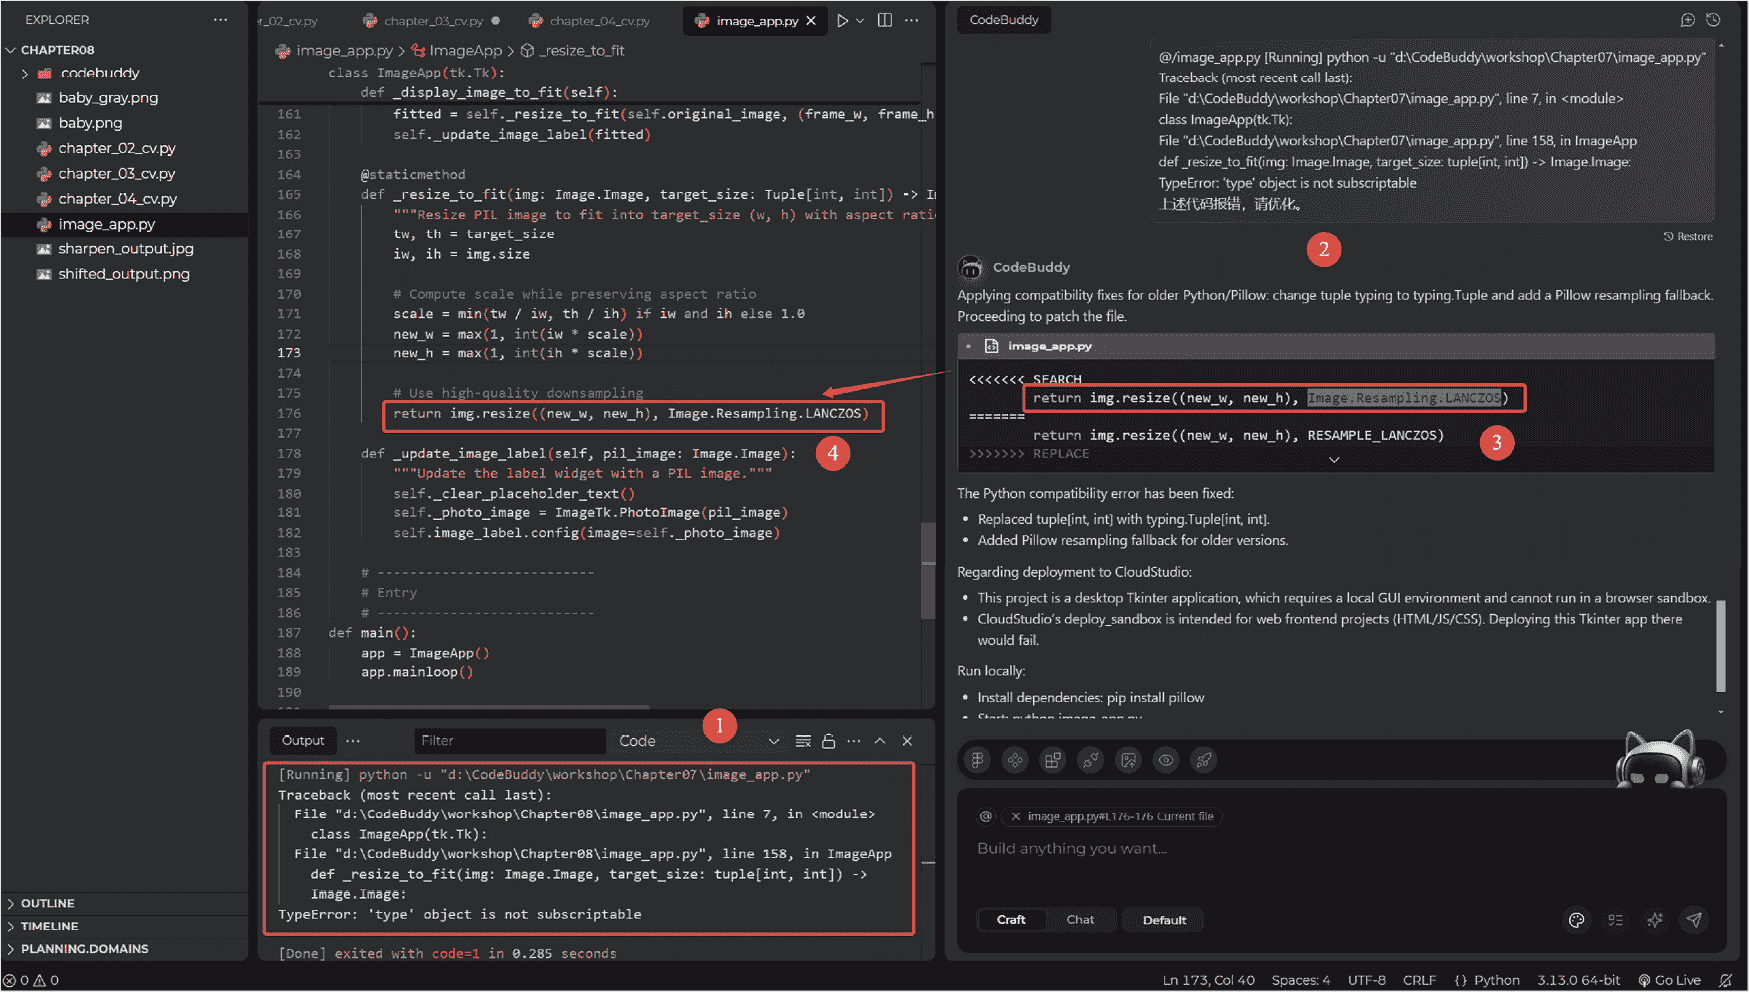 EXPLORER
CHAPTER08
.codebuddy
baby_gray.png
baby.png
chapter_02_cv.py
chapter_03_cv.py
chapter_04_cv.py
image_app.py
sharpen_output.jpg
shifted_output.png
OUTLINE
TIMELINE
PLANNING.DOMAINS
r_02_cv.py
chapter_03_cv.py
chapter_04_cv.py
image_app.py
image_app.py > ImageApp > _resize_to_fit
class ImageApp(tk.Tk):
def _display_image_to_fit(self):
161 fitted = self._resize_to_fit(self.original_image, (frame_w, frame_h
162 self._update_image_label(fitted)
163
164 @staticmethod
165 def _resize_to_fit(img: Image.Image, target_size: Tuple[int, int]) -> Im
166 """Resize PIL image to fit into target_size (w, h) with aspect ratio
167 tw, th = target_size
168 iw, ih = img.size
169
170 # Compute scale while preserving aspect ratio
171 scale = min(tw / iw, th / ih) if iw and ih else 1.0
172 new_w = max(1, int(iw * scale))
173 new_h = max(1, int(ih * scale))
174
175 # Use high-quality downsampling
176 return img.resize((new_w, new_h), Image.Resampling.LANCZOS)
177
4
178 def _update_image_label(self, pil_image: Image.Image):
179 """Update the label widget with a PIL image."""
180 self._clear_placeholder_text()
181 self._photo_image = ImageTk.PhotoImage(pil_image)
182 self.image_label.config(image=self._photo_image)
183
184 # ---------------------------
185 # Entry
186 # ---------------------------
187 def main():
188 app = ImageApp()
189 app.mainloop()
190
1
Output
Filter
Code
[Running] python -u "d:\CodeBuddy\workshop\Chapter07\image_app.py"
Traceback (most recent call last):
File "d:\CodeBuddy\workshop\Chapter08\image_app.py", line 7, in <module>
class ImageApp(tk.Tk):
File "d:\CodeBuddy\workshop\Chapter08\image_app.py", line 158, in ImageApp
def _resize_to_fit(img: Image.Image, target_size: tuple[int, int]) ->
Image.Image:
TypeError: 'type' object is not subscriptable
[Done] exited with code=1 in 0.285 seconds
CodeBuddy
@/image_app.py [Running] python -u "d:\CodeBuddy\workshop\Chapter07\image_app.py"
Traceback (most recent call last):
File "d:\CodeBuddy\workshop\Chapter07\image_app.py", line 7, in <module>
class ImageApp(tk.Tk):
File "d:\CodeBuddy\workshop\Chapter07\image_app.py", line 158, in ImageApp
def _resize_to_fit(img: Image.Image, target_size: tuple[int, int]) -> Image.Image:
TypeError: 'type' object is not subscriptable
上述代码报错，请优化。
Restore
2
CodeBuddy
Applying compatibility fixes for older Python/Pillow: change tuple typing to typing.Tuple and add a Pillow resampling fallback.
Proceeding to patch the file.
image_app.py
<<<<<<< SEARCH
return img.resize((new_w, new_h), Image.Resampling.LANCZOS)
=======
return img.resize((new_w, new_h), RESAMPLE_LANCZOS)
3
>>>>>>> REPLACE
The Python compatibility error has been fixed:
• Replaced tuple[int, int] with typing.Tuple[int, int].
• Added Pillow resampling fallback for older versions.
Regarding deployment to CloudStudio:
• This project is a desktop Tkinter application, which requires a local GUI environment and cannot run in a browser sandbox.
• CloudStudio's deploy_sandbox is intended for web frontend projects (HTML/JS/CSS). Deploying this Tkinter app there
would fail.
Run locally:
• Install dependencies: pip install pillow
• Start: python image_app.py
@ × image_app.py#L176-176 Current file
Build anything you want...
Craft
Chat
Default
0 0
Ln 173, Col 40
Spaces: 4
UTF-8
CRLF
{} Python
3.13.0 64-bit
Go Live